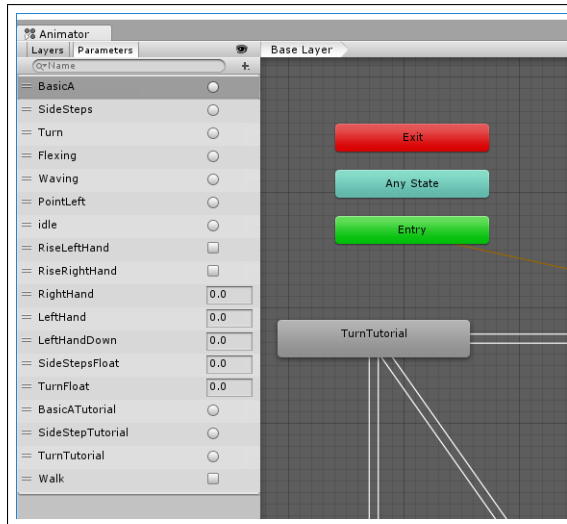 Animator
Layers Parameters
Base Layer
Name
BasicA
SideSteps
Turn
Flexing
Waving
PointLeft
idle
RiseLeftHand
RiseRightHand
RightHand 0.0
LeftHand 0.0
LeftHandDown 0.0
SideStepsFloat 0.0
TurnFloat 0.0
BasicATutorial
SideStepTutorial
TurnTutorial
Walk
Exit
Any State
Entry
TurnTutorial